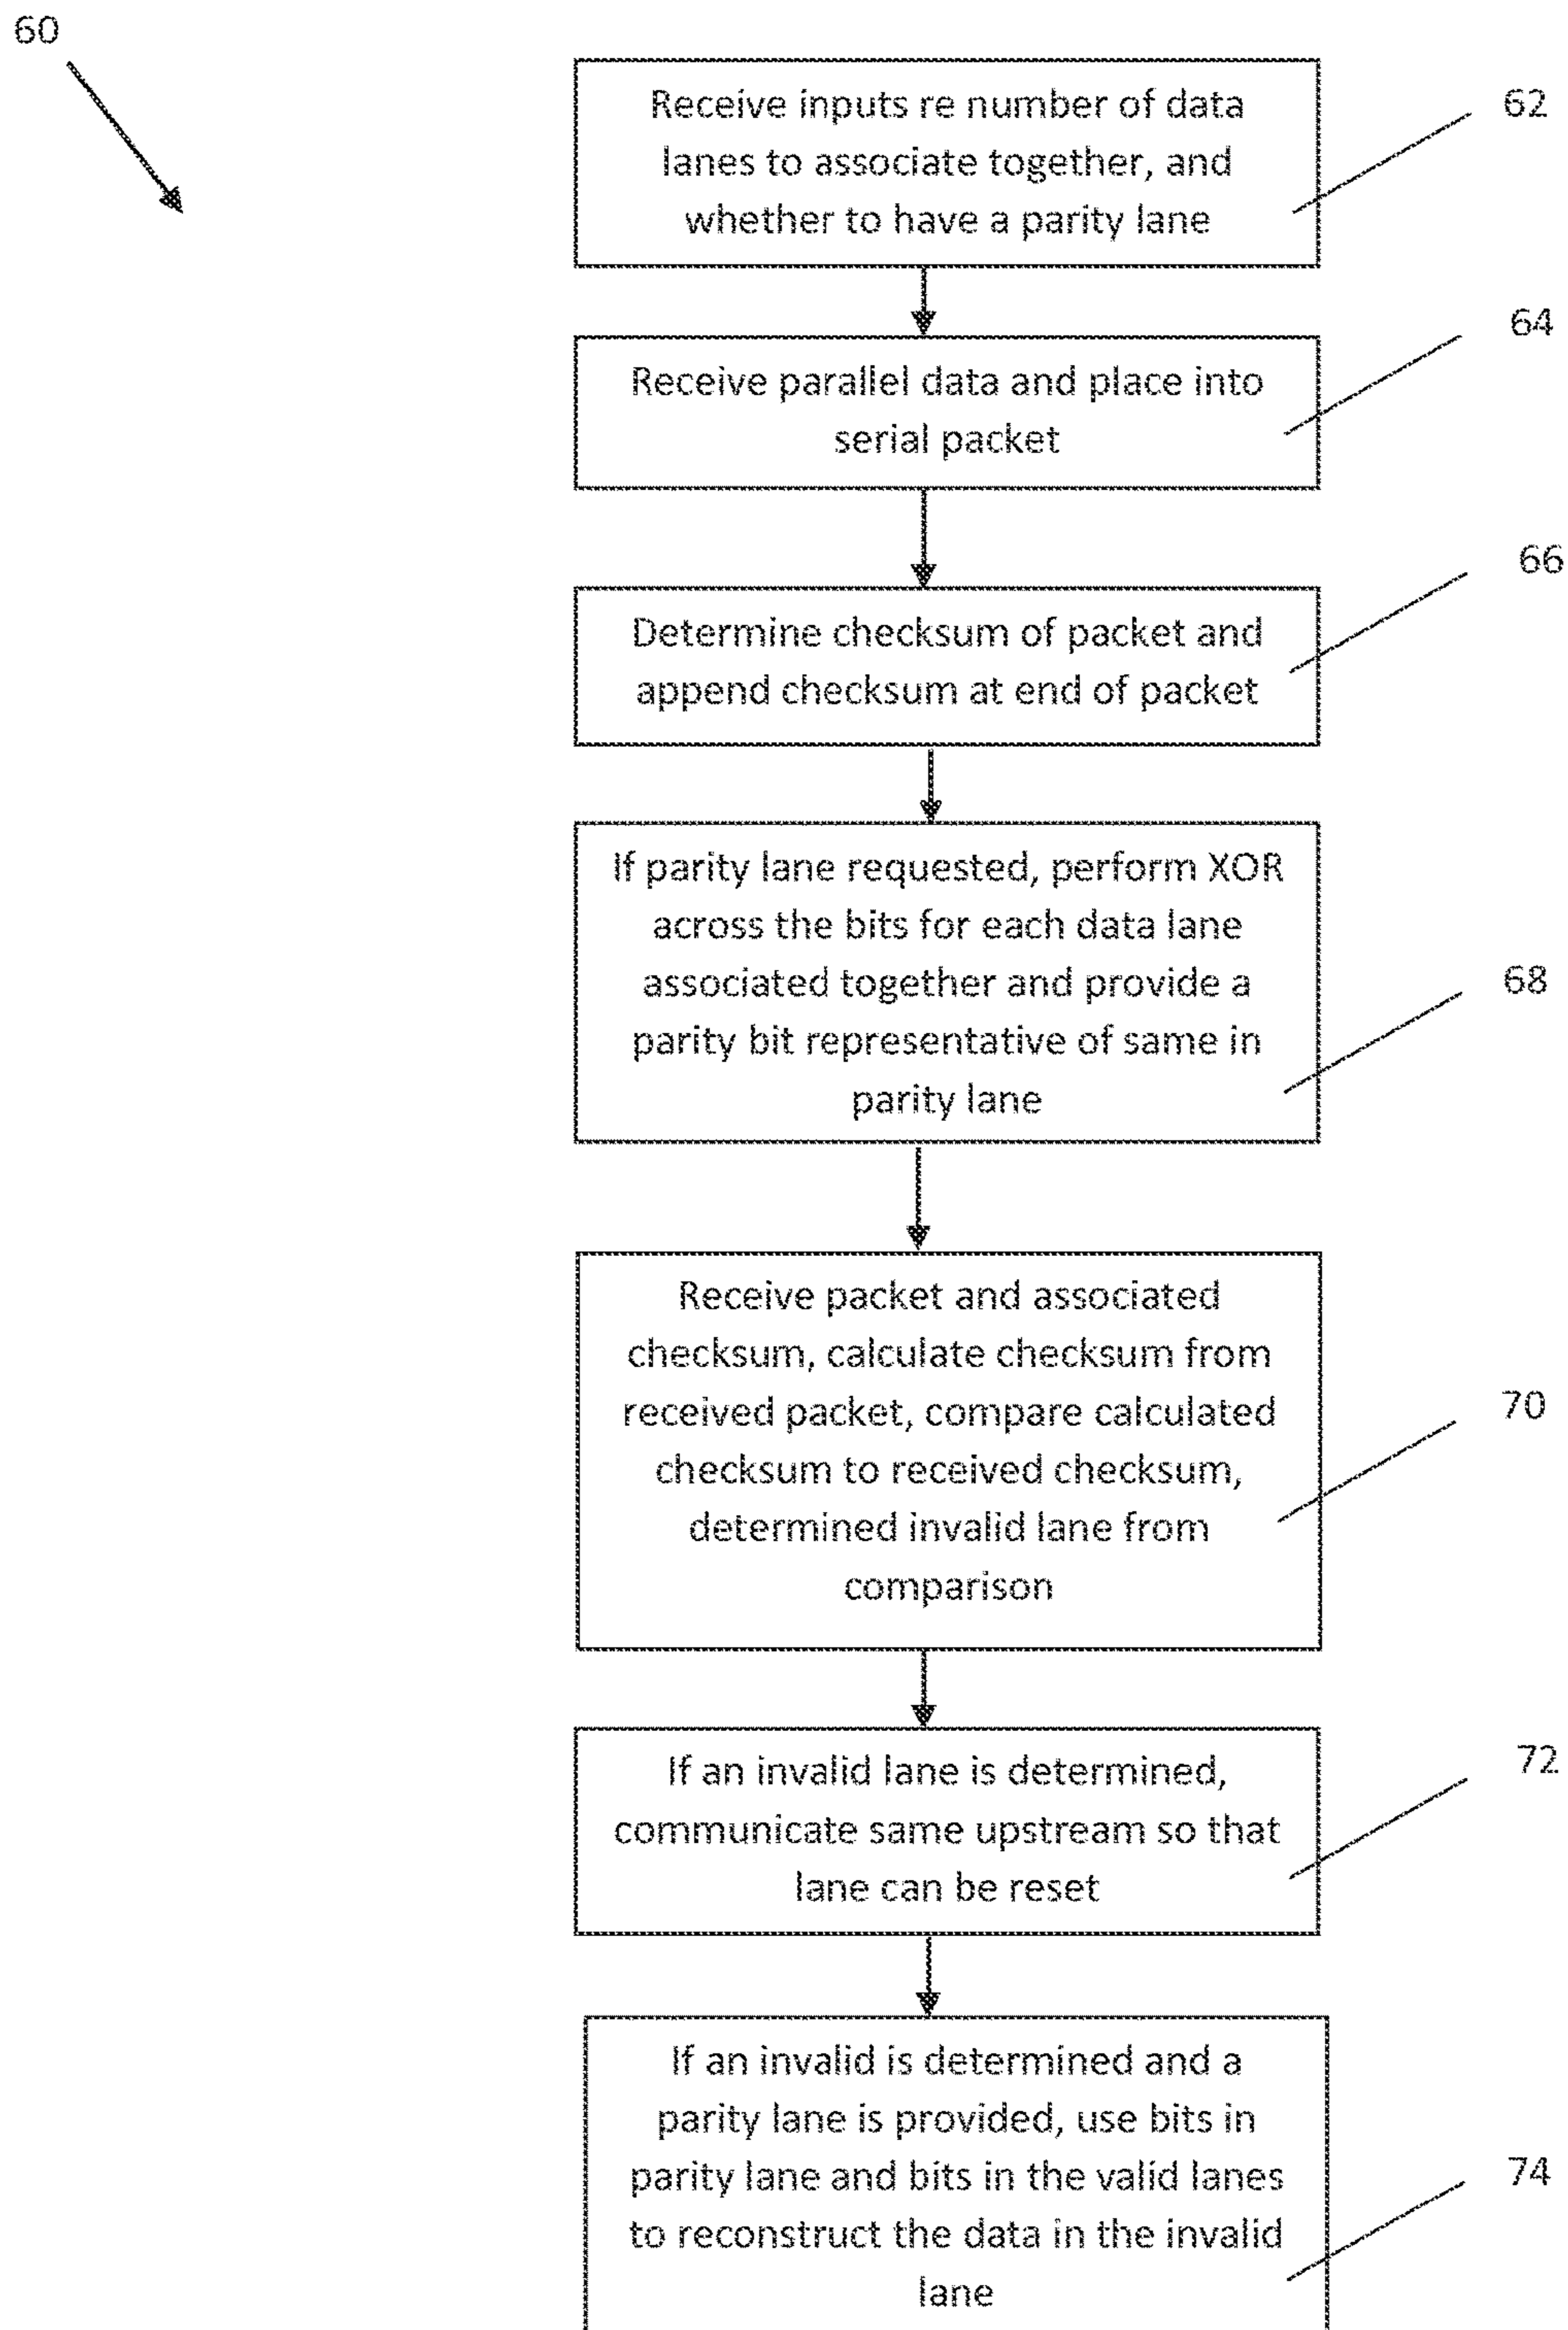 60
Receive inputs re number of data
lanes to associate together, and
whether to have a parity lane
62
Receive parallel data and place into
serial packet
64
Determine checksum of packet and
append checksum at end of packet
66
If parity lane requested, perform XOR
across the bits for each data lane
associated together and provide a
parity bit representative of same in
parity lane
68
Receive packet and associated
checksum, calculate checksum from
received packet, compare calculated
checksum to received checksum,
determined invalid lane from
comparison
70
If an invalid lane is determined,
communicate same upstream so that
lane can be reset
72
If an invalid is determined and a
parity lane is provided, use bits in
parity lane and bits in the valid lanes
to reconstruct the data in the invalid
lane
74